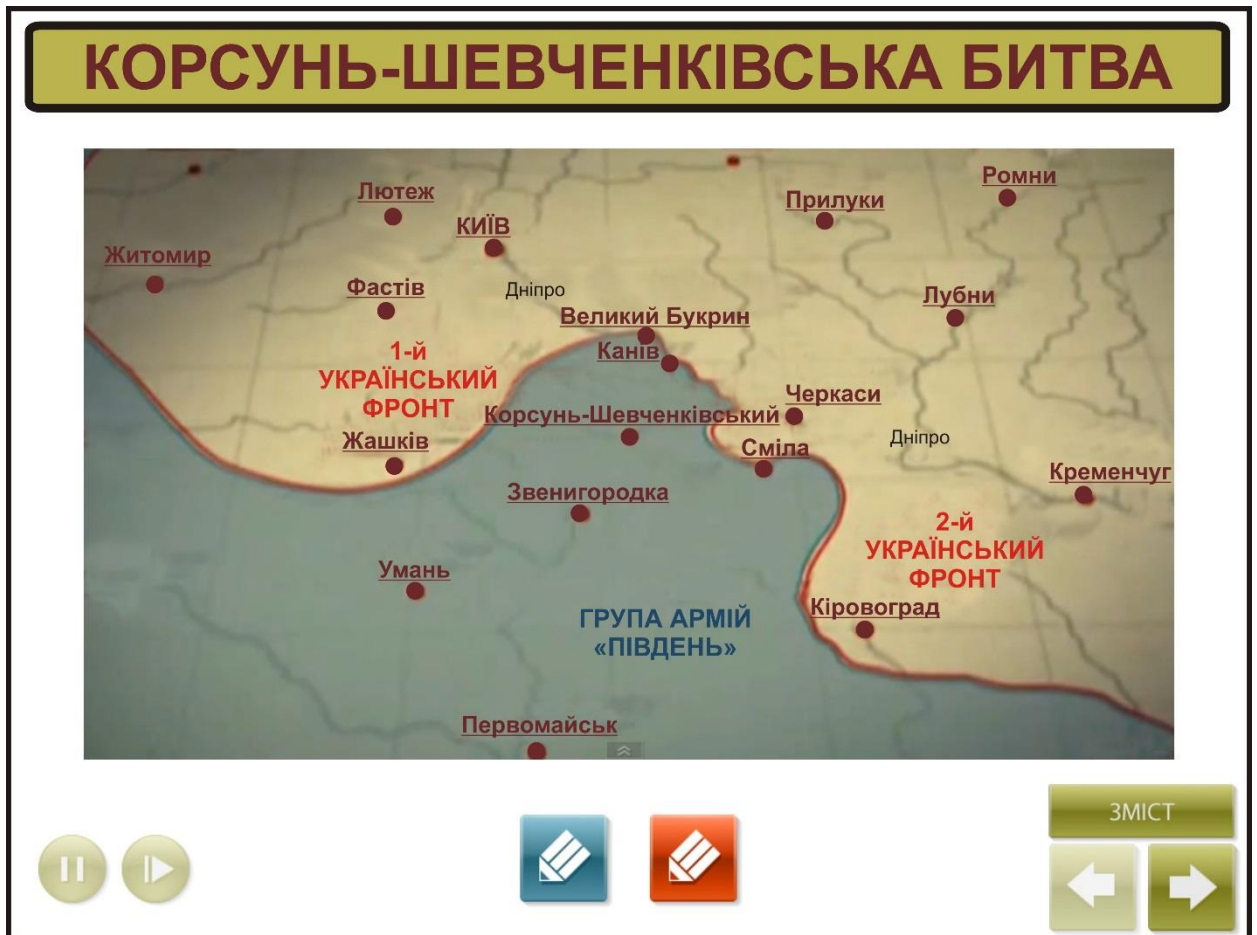 КОРСУНЬ-ШЕВЧЕНКІВСЬКА БИТВА
Лютеж
КИЇВ
Прилуки
Ромни
Житомир
Фастів
Дніпро
Лубни
Великий Букрин
Канів
1-й
УКРАЇНСЬКИЙ
ФРОНТ
Черкаси
Корсунь-Шевченківський
Дніпро
Жашків
Сміла
Кременчуг
Звенигородка
2-й
УКРАЇНСЬКИЙ
ФРОНТ
Умань
Кіровоград
ГРУПА АРМІЙ
«ПІВДЕНЬ»
Первомайськ
ЗМІСТ